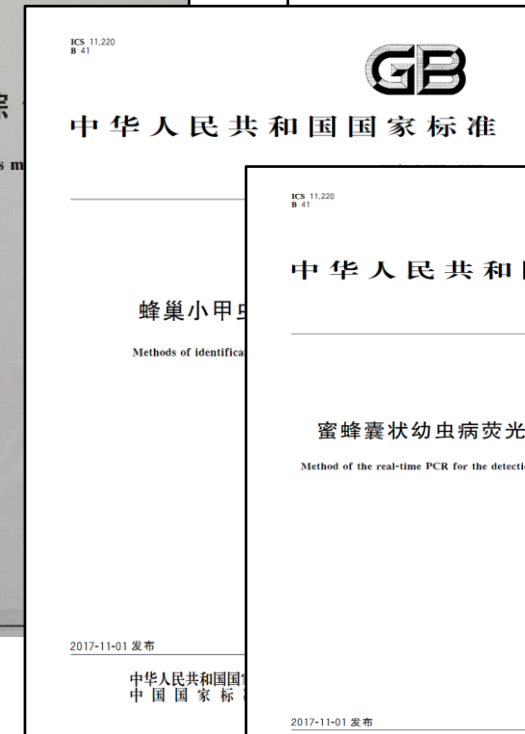 综
s m
ICS 11.220
B 41
GB
中华人民共和国国家标准
蜂巢小甲
Methods of identifica
2017-11-01 发布
中华人民共和国国
中国国家标
ICS 11.220
B 41
中华人民共和
蜜蜂囊状幼虫病荧光
Method of the real-time PCR for the detecti
2017-11-01 发布